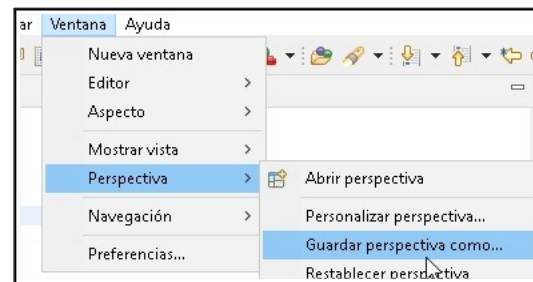 ar Ventana Ayuda
Nueva ventana
Editor
Aspecto
Mostrar vista
Perspectiva
Abrir perspectiva
Navegación
Personalizar perspectiva...
Guardar perspectiva como...
Preferencias...
Restablecer perspectiva